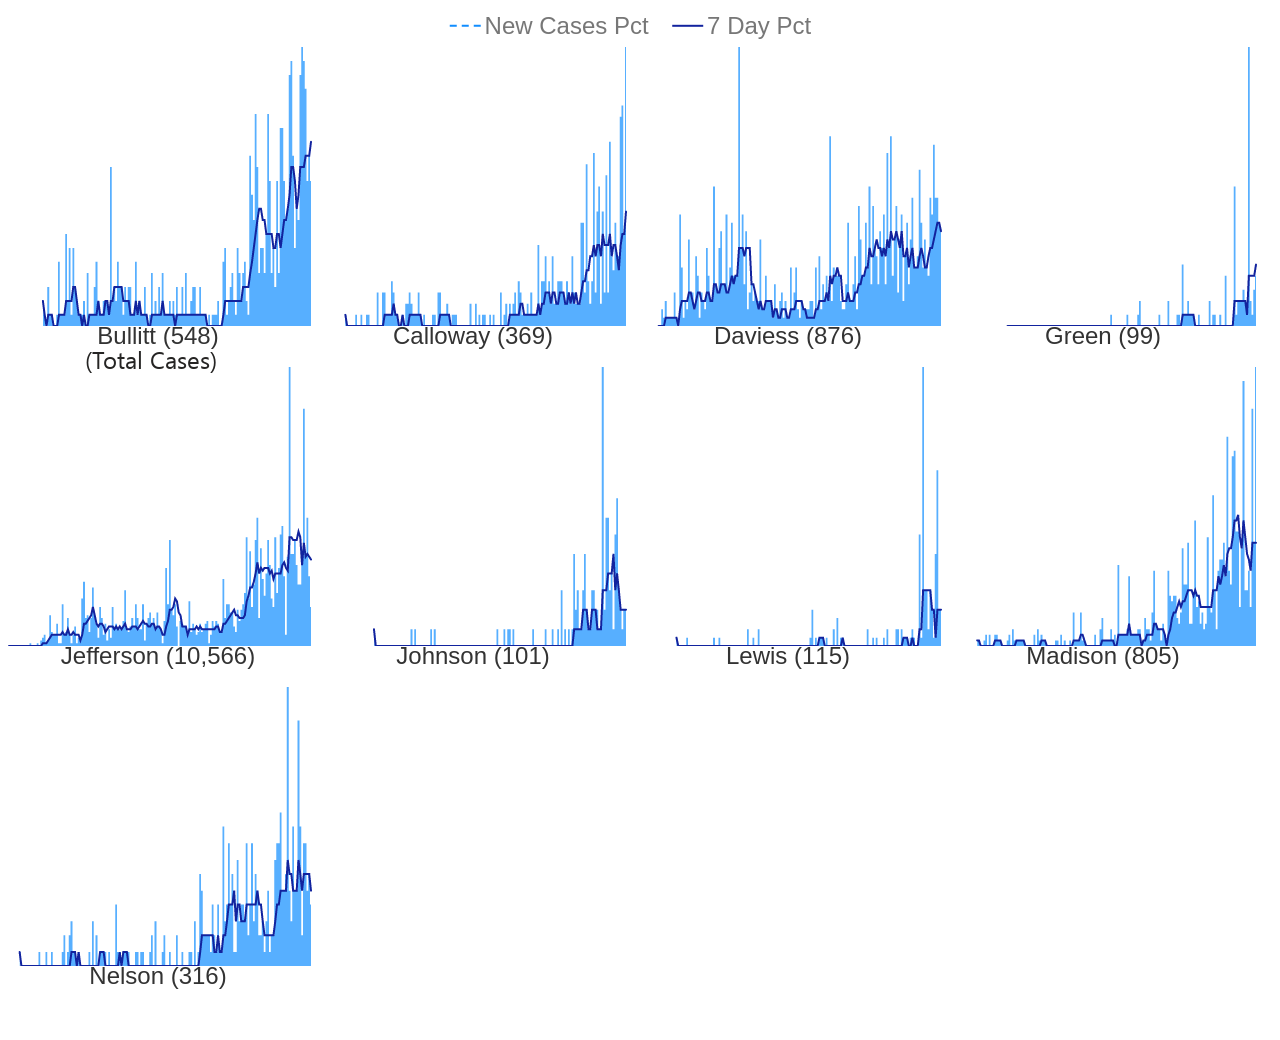 New Cases Pct 7 Day Pct
Bullitt (548) Calloway (369) Daviess (876) Green (99)
(Total Cases)
Jefferson (10,566) Johnson (101) Lewis (115) Madison (805)
Nelson (316)